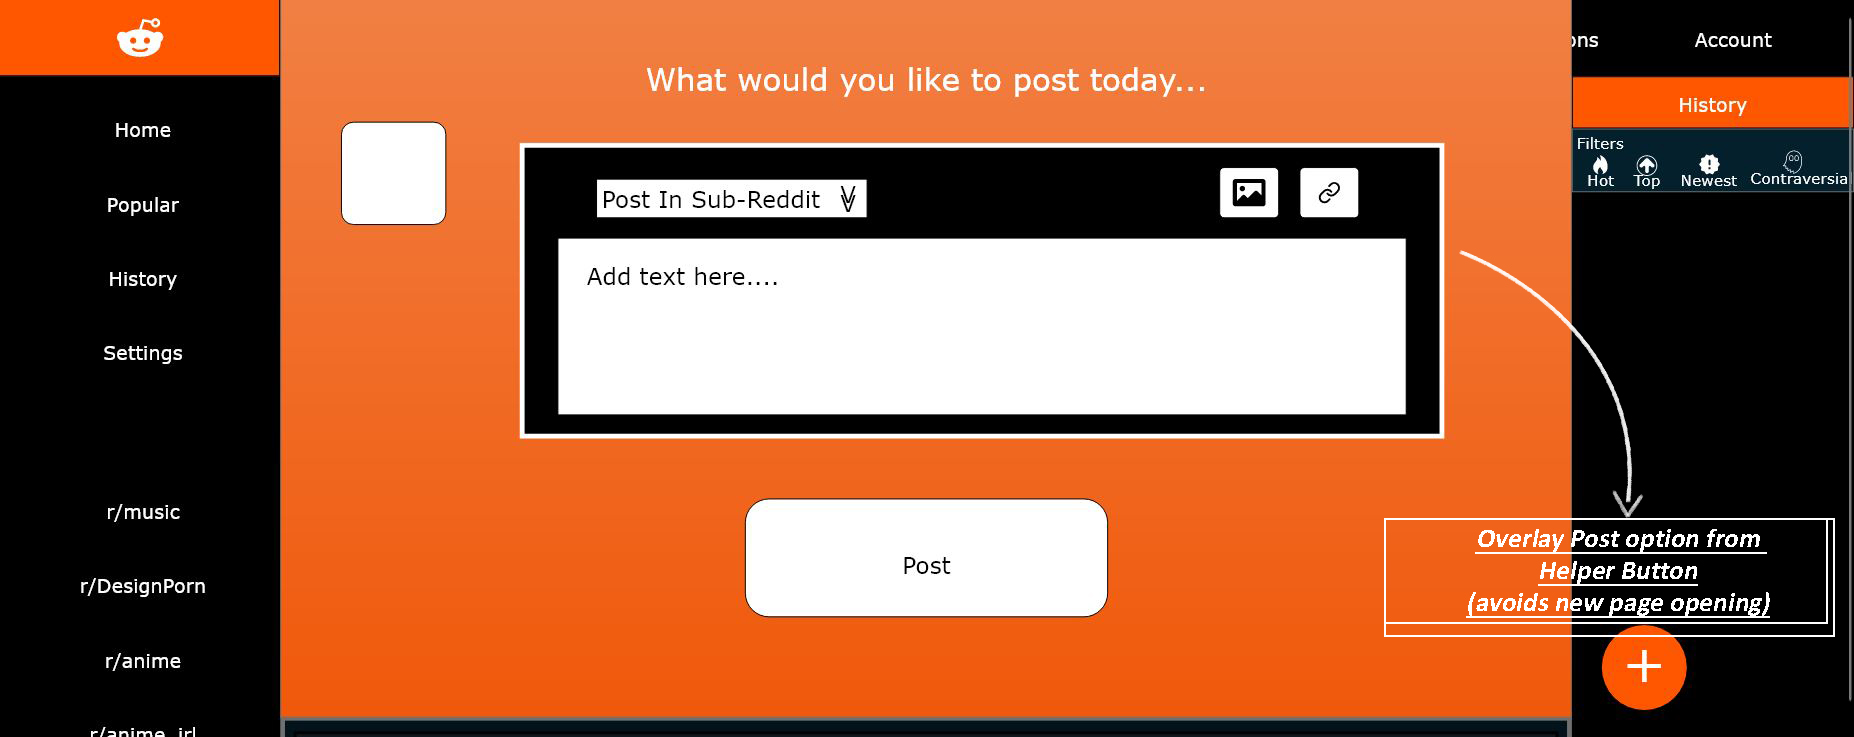 Home
Popular
History
Settings
r/music
r/DesignPorn
r/anime
r/anime_irl
What would you like to post today...
Post In Sub-Reddit
Add text here....
Post
ons
Account
History
Filters
Hot
Top
Newest
Contraversia
Overlay Post option from
Helper Button
(avoids new page opening)